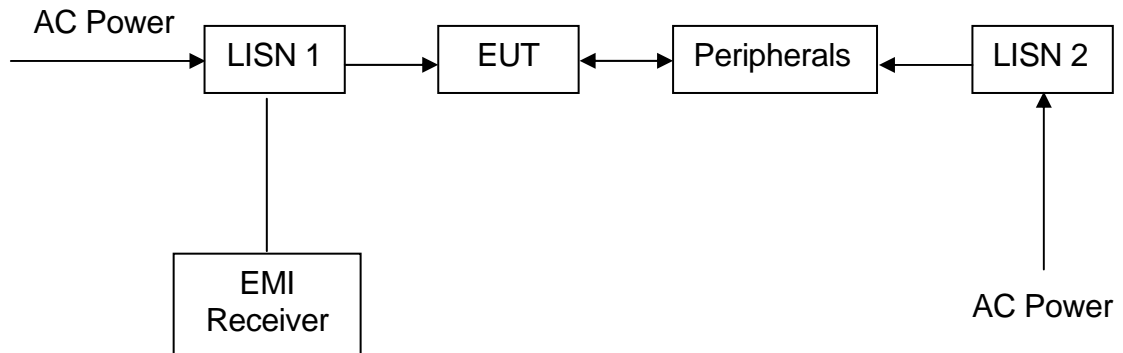 AC Power
LISN 1
EUT
Peripherals
LISN 2
EMI
Receiver
AC Power